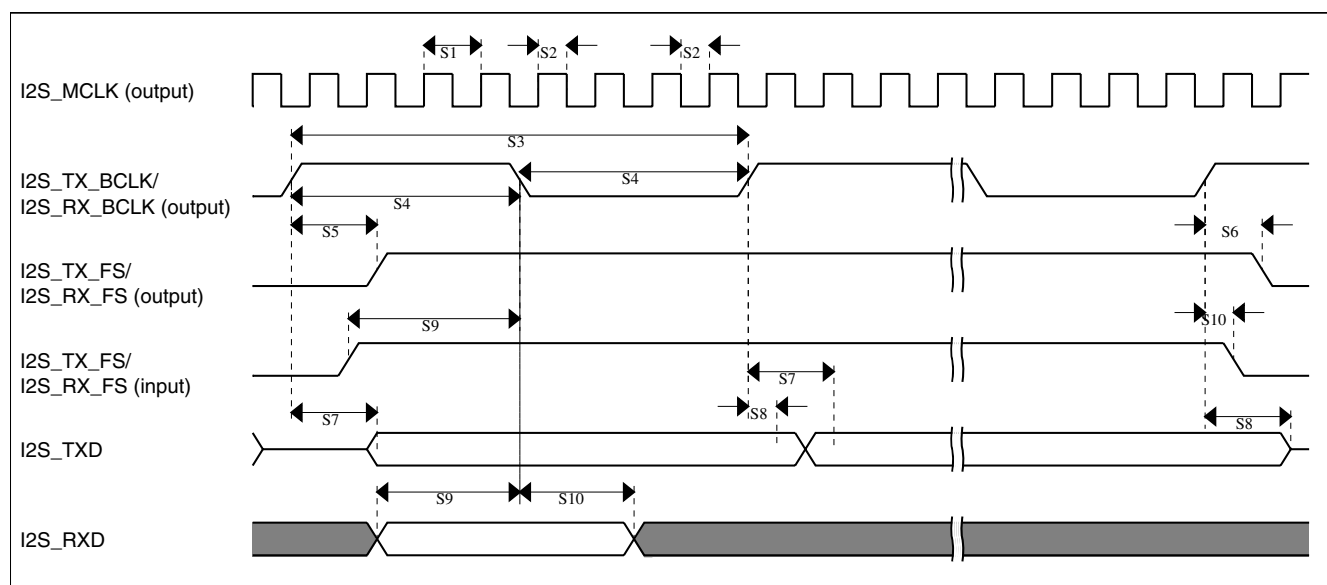 S1
S2
S2
I2S_MCLK (output)
S3
I2S_TX_BCLK/
I2S_RX_BCLK (output)
S4
S4
S5
S6
I2S_TX_FS/
I2S_RX_FS (output)
S9
S10
I2S_TX_FS/
I2S_RX_FS (input)
S7
S7
S8
S8
I2S_TXD
S9
S10
I2S_RXD